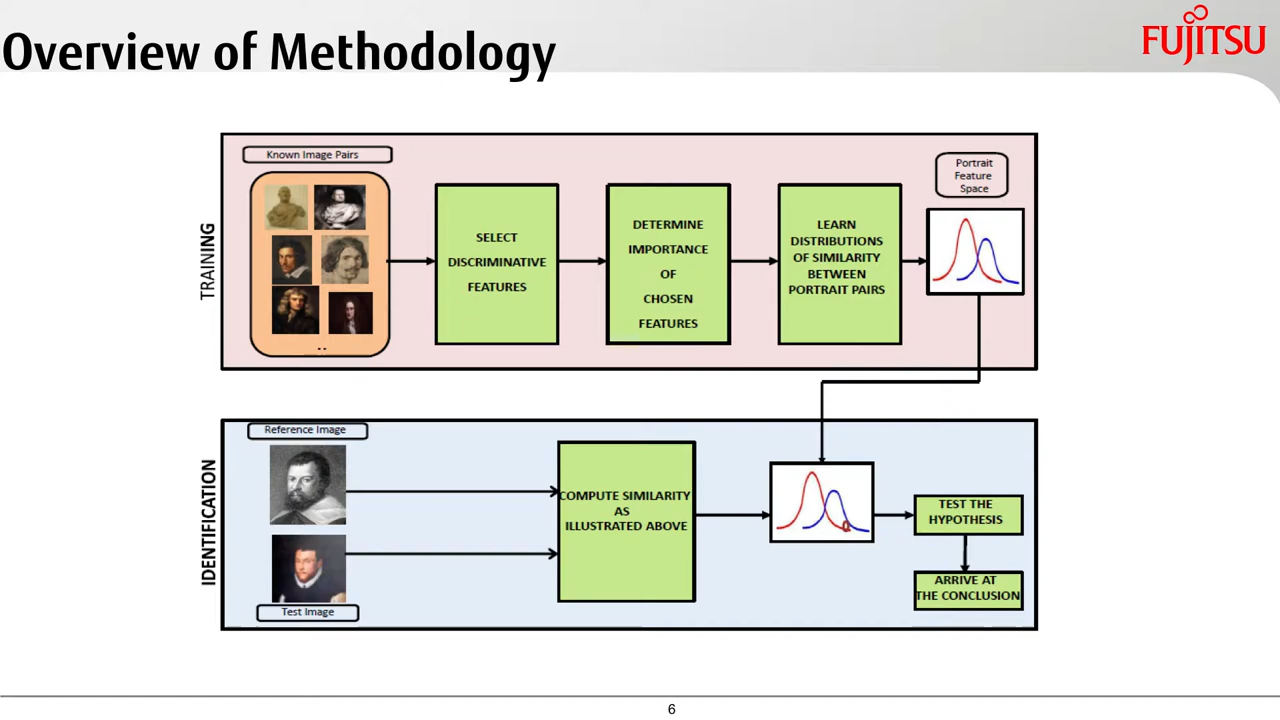 Overview of Methodology
FUJITSU
TRAINING
Known Image Pairs
..
SELECT
DISCRIMINATIVE
FEATURES
DETERMINE
IMPORTANCE
OF
CHOSEN
FEATURES
LEARN
DISTRIBUTIONS
OF SIMILARITY
BETWEEN
PORTRAIT PAIRS
Portrait
Feature
Space
IDENTIFICATION
Reference Image
Test Image
COMPUTE SIMILARITY
AS
ILLUSTRATED ABOVE
TEST THE
HYPOTHESIS
ARRIVE AT
THE CONCLUSION
6